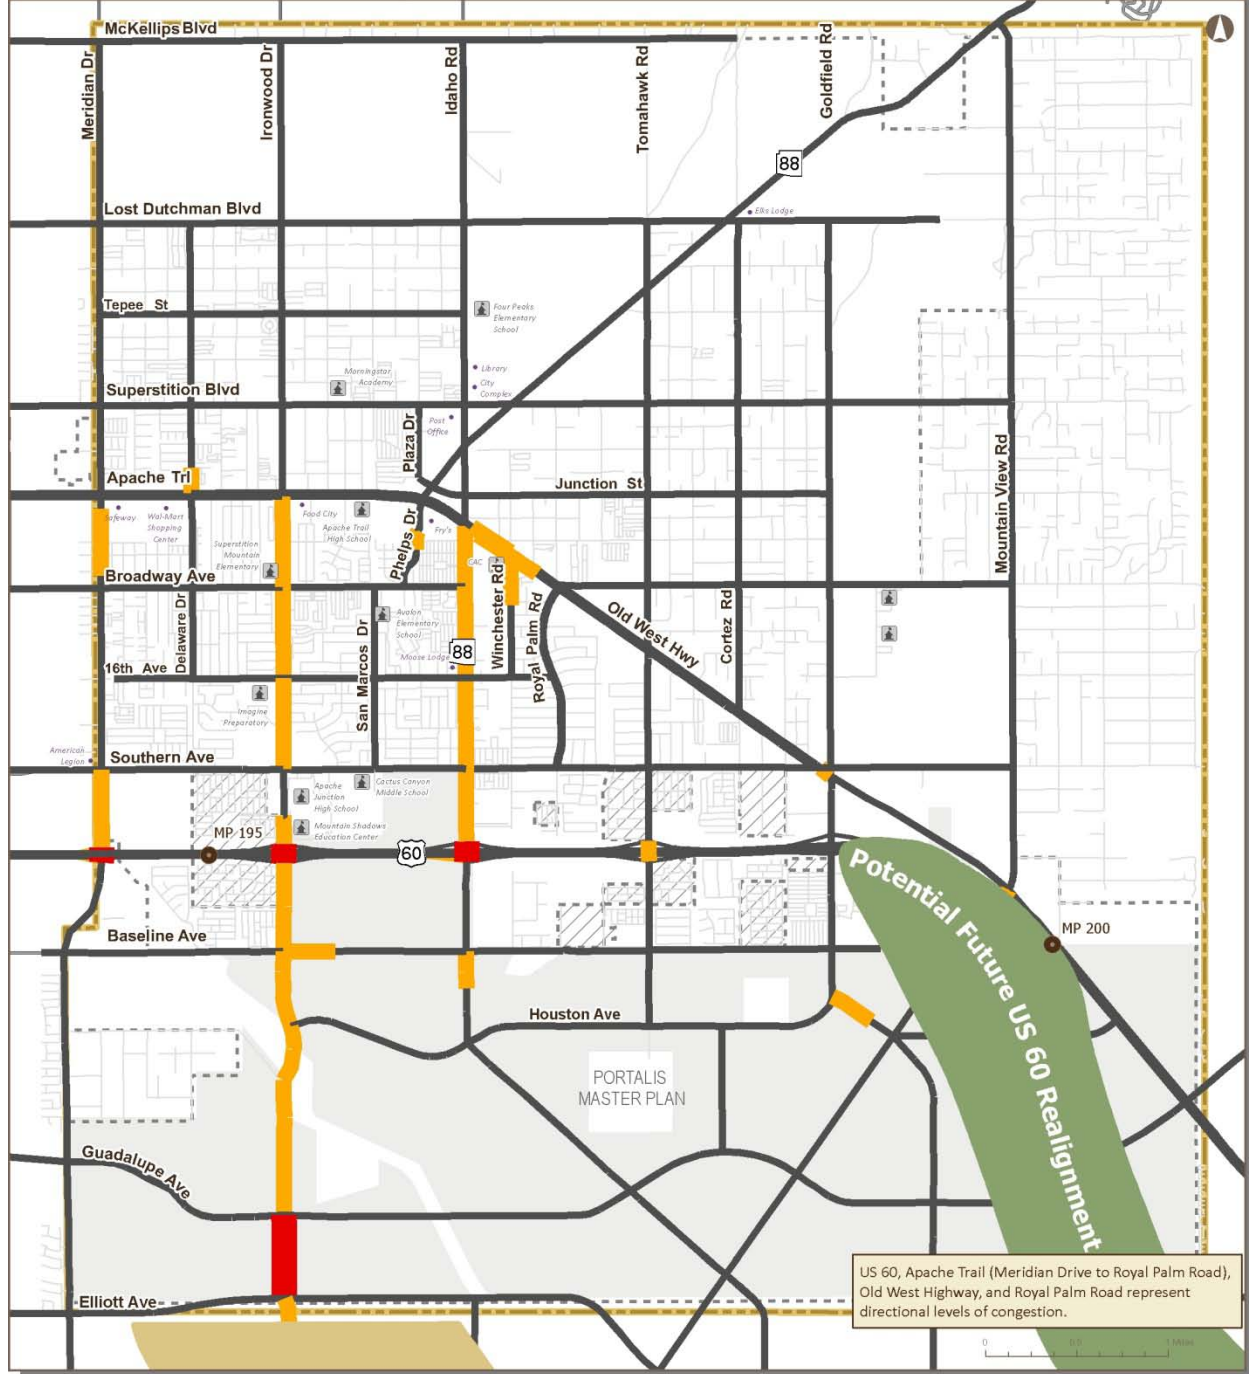 McKellips Blvd
Meridian Dr
Ironwood Dr
Idaho Rd
Tomahawk Rd
Goldfield Rd
88
Lost Dutchman Blvd
Elks Lodge
Tepee St
Four Peaks
Elementary
School
Morningstar
Academy
Library
City
Complex
Superstition Blvd
Plaza Dr
Post
Office
Mountain View Rd
Apache Trl
Junction St
Safeway
Wal-Mart
Shopping
Center
Food City
Apache Trail
High School
Phelps Dr
Fry's
Superstition
Mountain
Elementary
CAC
Broadway Ave
Winchester Rd
Royal Palm Rd
Old West Hwy
Cortez Rd
Delaware Dr
San Marcos Dr
Avalon
Elementary
School
Moose Lodge
88
16th Ave
Imagine
Preparatory
American
Legion
Southern Ave
Apache
Junction
High School
Cactus Canyon
Middle School
Mountain Shadows
Education Center
MP 195
60
Potential Future US 60 Realignment
MP 200
Baseline Ave
Houston Ave
PORTALIS
MASTER PLAN
Guadalupe Ave
Elliott Ave
US 60, Apache Trail (Meridian Drive to Royal Palm Road),
Old West Highway, and Royal Palm Road represent
directional levels of congestion.
0 0.5 1 Miles